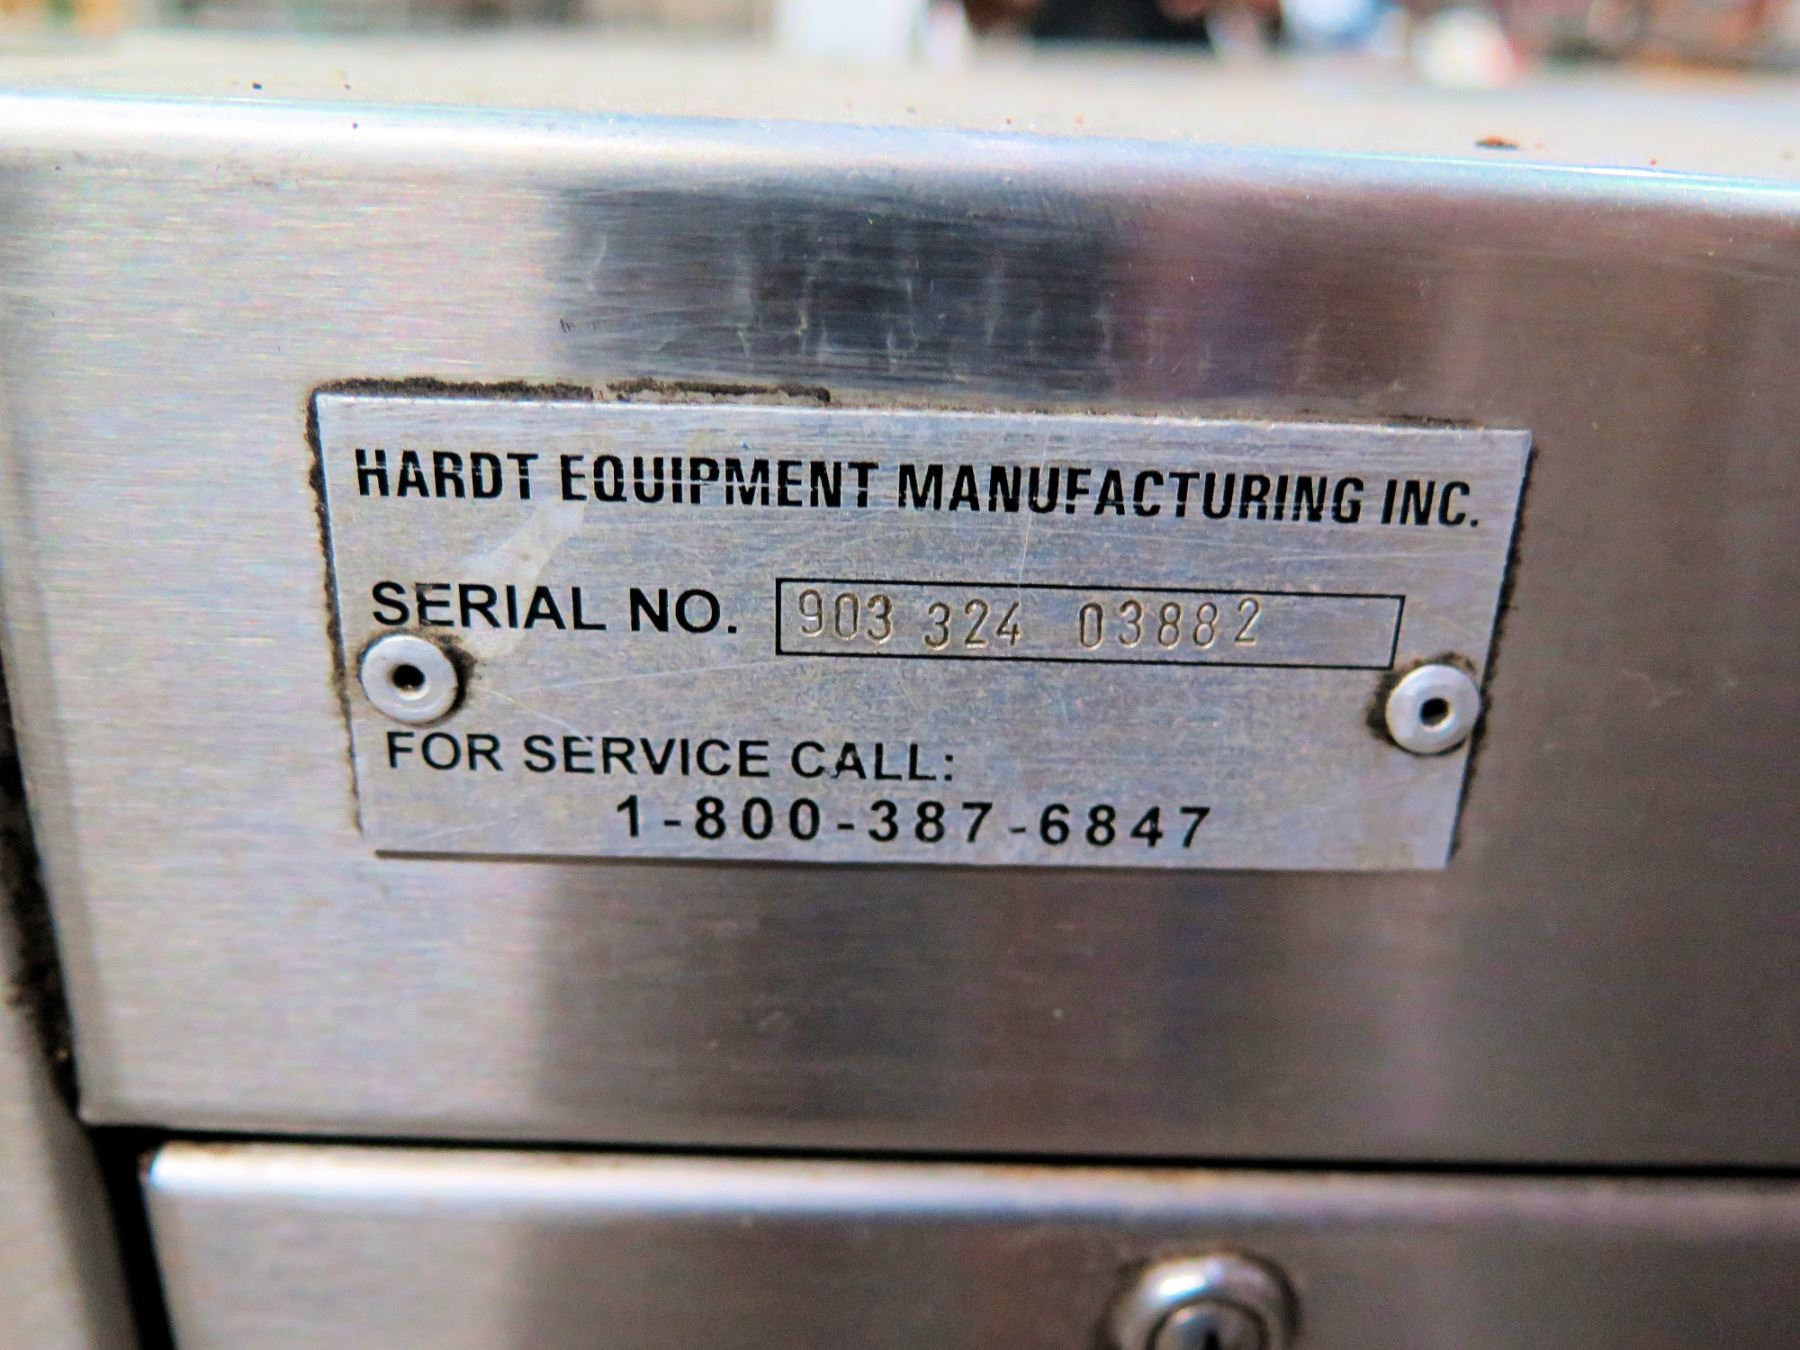 HARDT EQUIPMENT MANUFACTURING INC.
SERIAL NO. 903 324 03882
FOR SERVICE CALL:
1-800-387-6847